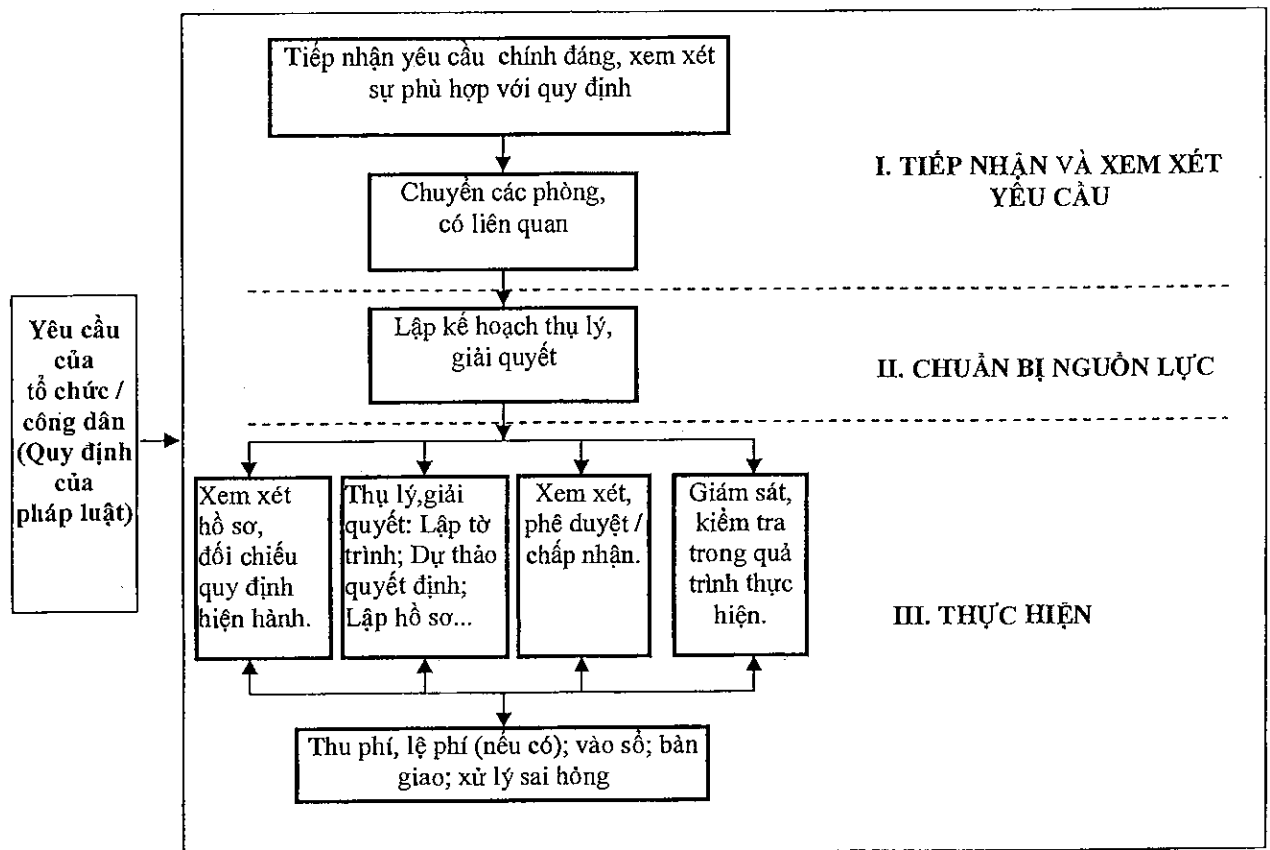 Tiếp nhận yêu cầu chính đáng, xem xét
sự phù hợp với quy định
I. TIẾP NHẬN VÀ XEM XÉT
YÊU CẦU
Chuyển các phòng,
có liên quan
Yêu cầu
của
tổ chức /
công dân
(Quy định
của
pháp luật)
Lập kế hoạch thụ lý,
giải quyết
II. CHUẨN BỊ NGUỒN LỰC
Xem xét
hồ sơ,
đối chiếu
quy định
hiện hành.
Thụ lý,giải
quyết: Lập tờ
trình; Dự thảo
quyết định;
Lập hồ sơ...
Xem xét,
phê duyệt /
chấp nhận.
Giám sát,
kiểm tra
trong quả
trình thực
hiện.
III. THỰC HIỆN
Thu phí, lệ phí (nếu có); vào sổ; bàn
giao; xử lý sai hỏng